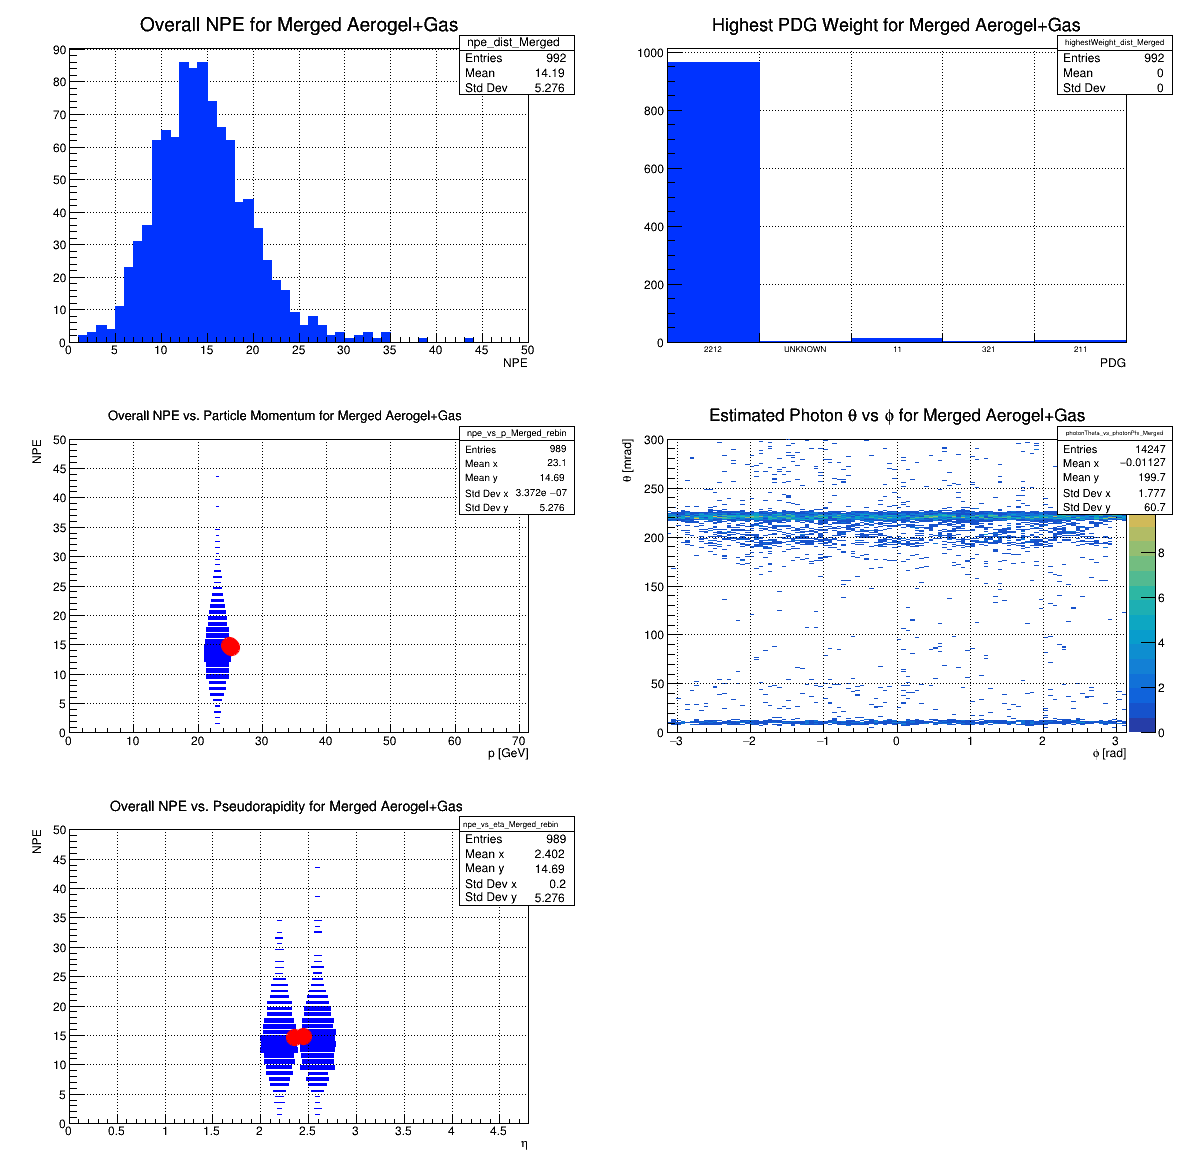 Overall NPE for Merged Aerogel+Gas
npe_dist_Merged
Entries 992
Mean 14.19
Std Dev 5.276
90
80
70
60
50
40
30
20
10
0
0 5 10 15 20 25 30 35 40 45 50
NPE
Highest PDG Weight for Merged Aerogel+Gas
highestWeight_dist_Merged
Entries 992
Mean 0
Std Dev 0
1000
800
600
400
200
0
2212 UNKNOWN 11 321 211
PDG
Overall NPE vs. Particle Momentum for Merged Aerogel+Gas
npe_vs_p_Merged_rebin
Entries 989
Mean x 23.1
Mean y 14.69
Std Dev x 3.372e −07
Std Dev y 5.276
NPE
50
45
40
35
30
25
20
15
10
5
0
0 10 20 30 40 50 60 70
p [GeV]
Estimated Photon θ vs ϕ for Merged Aerogel+Gas
photonTheta_vs_photonPhi_Merged
Entries 14247
Mean x −0.01127
Mean y 199.7
Std Dev x 1.777
Std Dev y 60.7
θ [mrad]
300
250
200
150
100
50
0
−3 −2 −1 0 1 2 3
ϕ [rad]
8
6
4
2
0
Overall NPE vs. Pseudorapidity for Merged Aerogel+Gas
npe_vs_eta_Merged_rebin
Entries 989
Mean x 2.402
Mean y 14.69
Std Dev x 0.2
Std Dev y 5.276
NPE
50
45
40
35
30
25
20
15
10
5
0
0 0.5 1 1.5 2 2.5 3 3.5 4 4.5
η